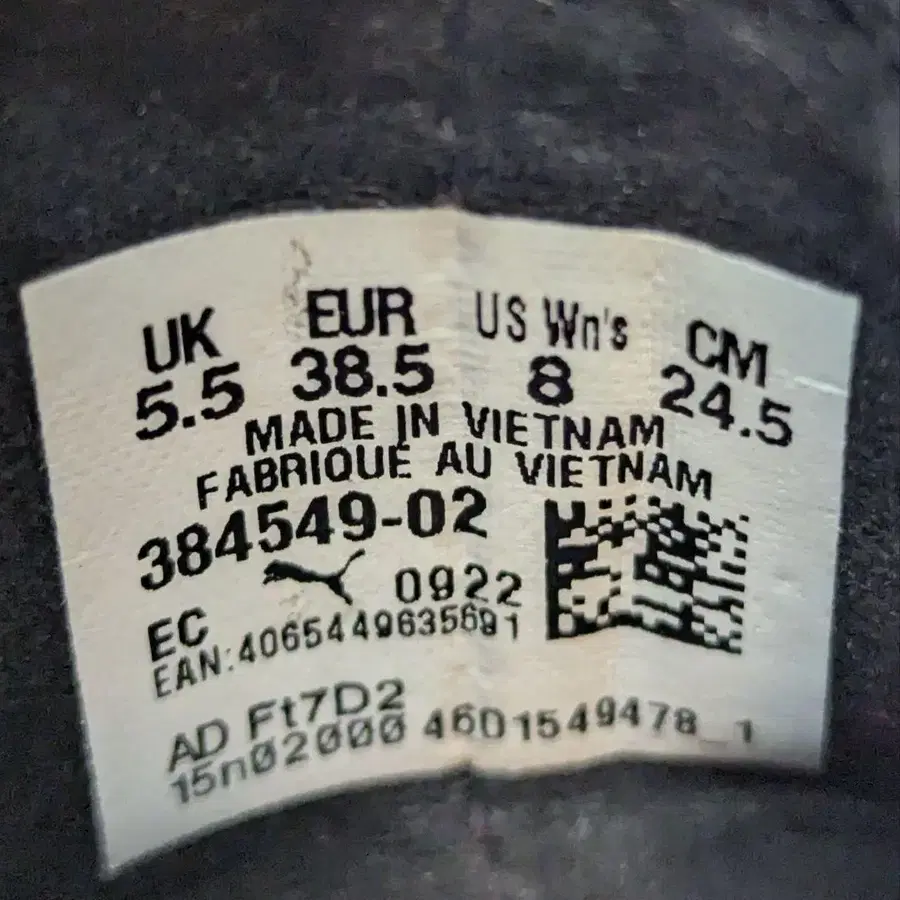 UK EUR US Wn's CM
5.5 38.5 8 24.5
MADE IN VIETNAM
FABRIQUE AU VIETNAM
384549-02
0922
EC
EAN:4065449635691
AD Ft7D2
15n02000 4601549478_1